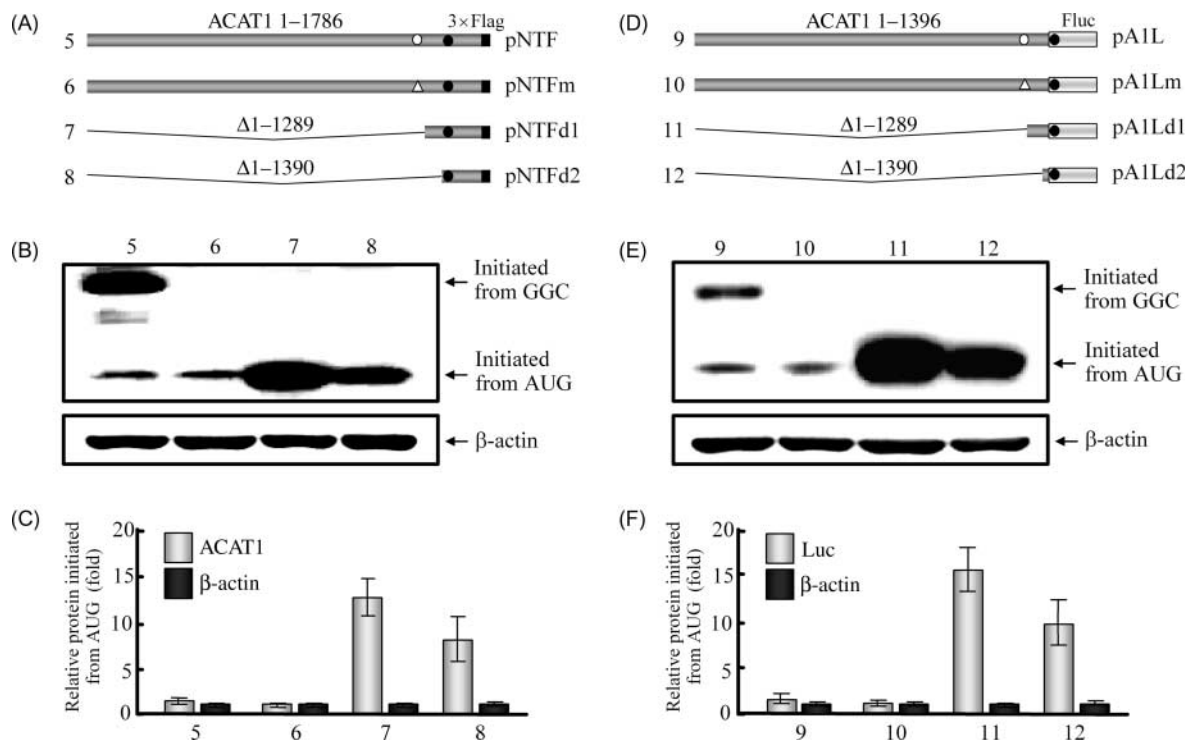 (A) ACAT1 1–1786 3×Flag
5 pNTF
6 pNTFm
7 Δ1–1289 pNTFd1
8 Δ1–1390 pNTFd2
(B) 5 6 7 8
Initiated
from GGC
Initiated
from AUG
β-actin
(C) Relative protein initiated
from AUG (fold)
20
15
10
5
0
ACAT1
β-actin
5 6 7 8
(D) ACAT1 1–1396 Fluc
9 pA1L
10 pA1Lm
11 Δ1–1289 pA1Ld1
12 Δ1–1390 pA1Ld2
(E) 9 10 11 12
Initiated
from GGC
Initiated
from AUG
β-actin
(F) Relative protein initiated
from AUG (fold)
20
15
10
5
0
Luc
β-actin
9 10 11 12